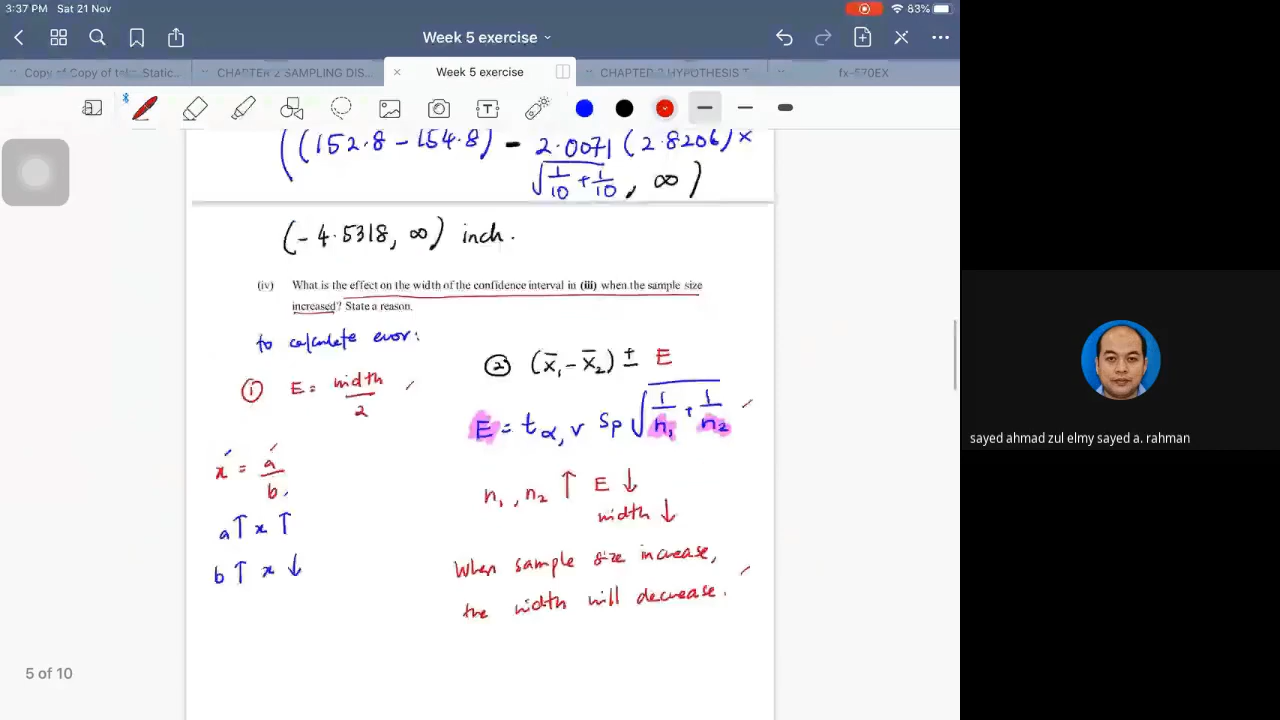 3:37 PM Sat 21 Nov
83%
Week 5 exercise
CHAPTER 2 SAMPLING DIS...
Week 5 exercise
CHAPTER 3 HYPOTHESIS T...
fx-570EX
((152.8 - 154.8) - 2.0071 (2.8206) ×
√1/10 + 1/10 , ∞)
(-4.5318, ∞) inch.
(iv) What is the effect on the width of the confidence interval in (iii) when the sample size
increased? State a reason.
to calculate error:
① E = width / 2
② (x̄₁ - x̄₂) ± E
E = t α, v Sp √1/n₁ + 1/n₂
x = a / b
a ↑ x ↑
b ↑ x ↓
n₁, n₂ ↑ E ↓
width ↓
When sample size increase,
the width will decrease.
5 of 10
sayed ahmad zul elmy sayed a. rahman